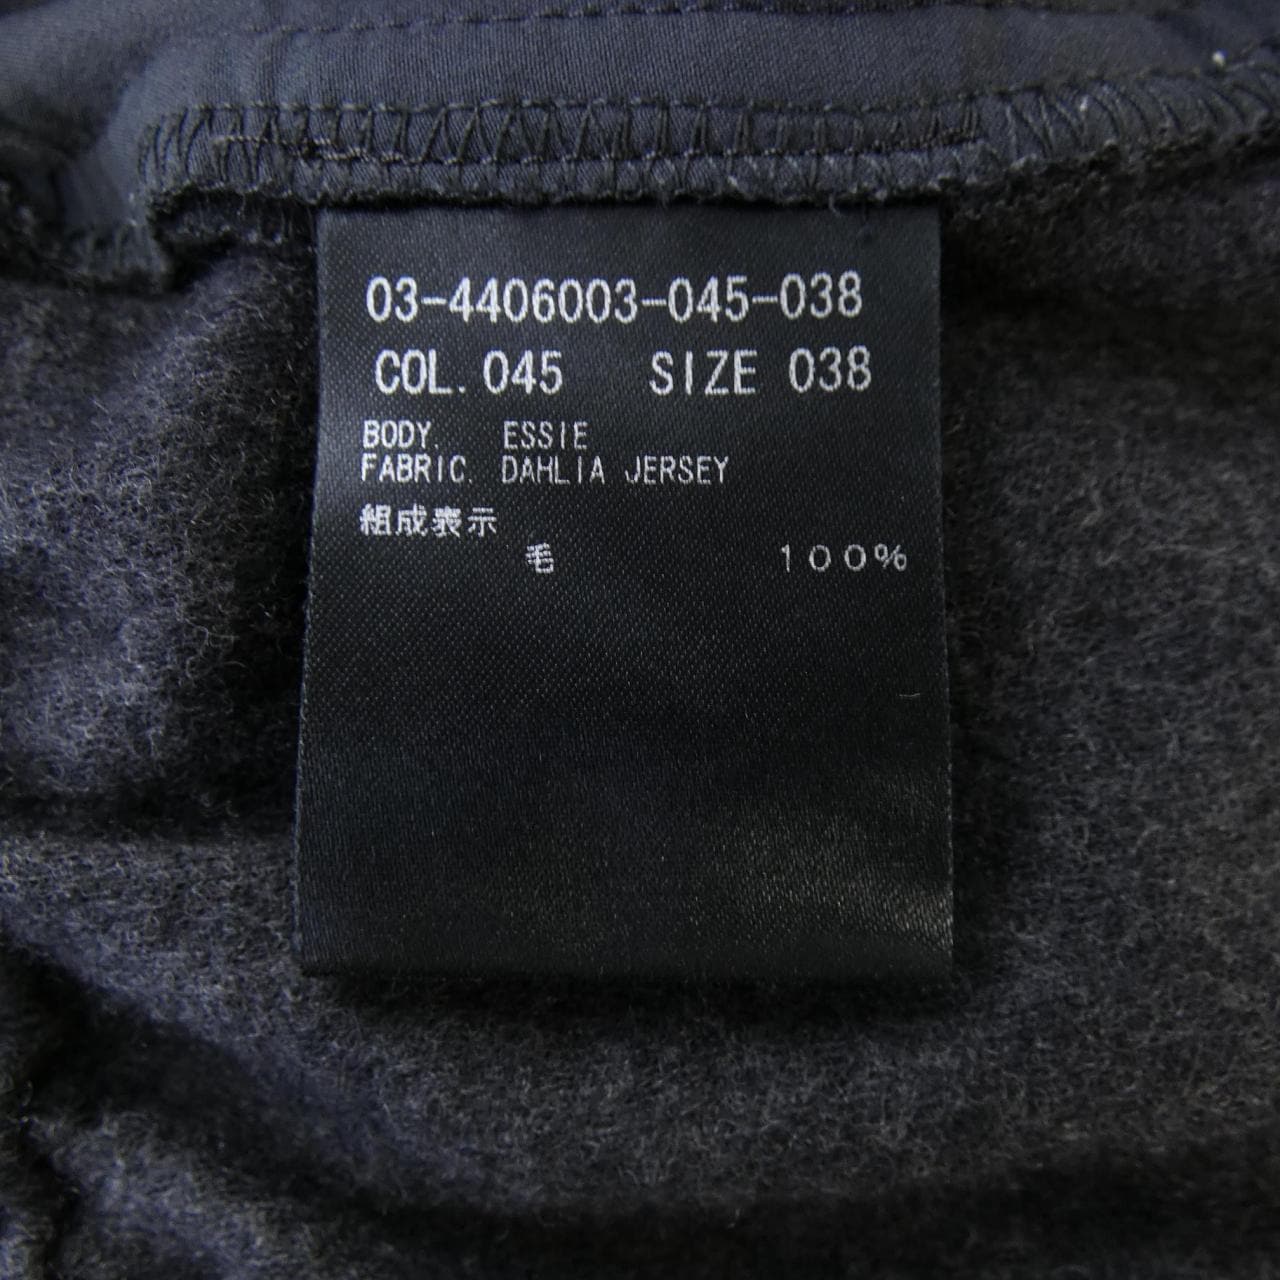 03-4406003-045-038
COL. 045 SIZE 038
BODY. ESSIE
FABRIC. DAHLIA JERSEY
組成表示
毛 100%